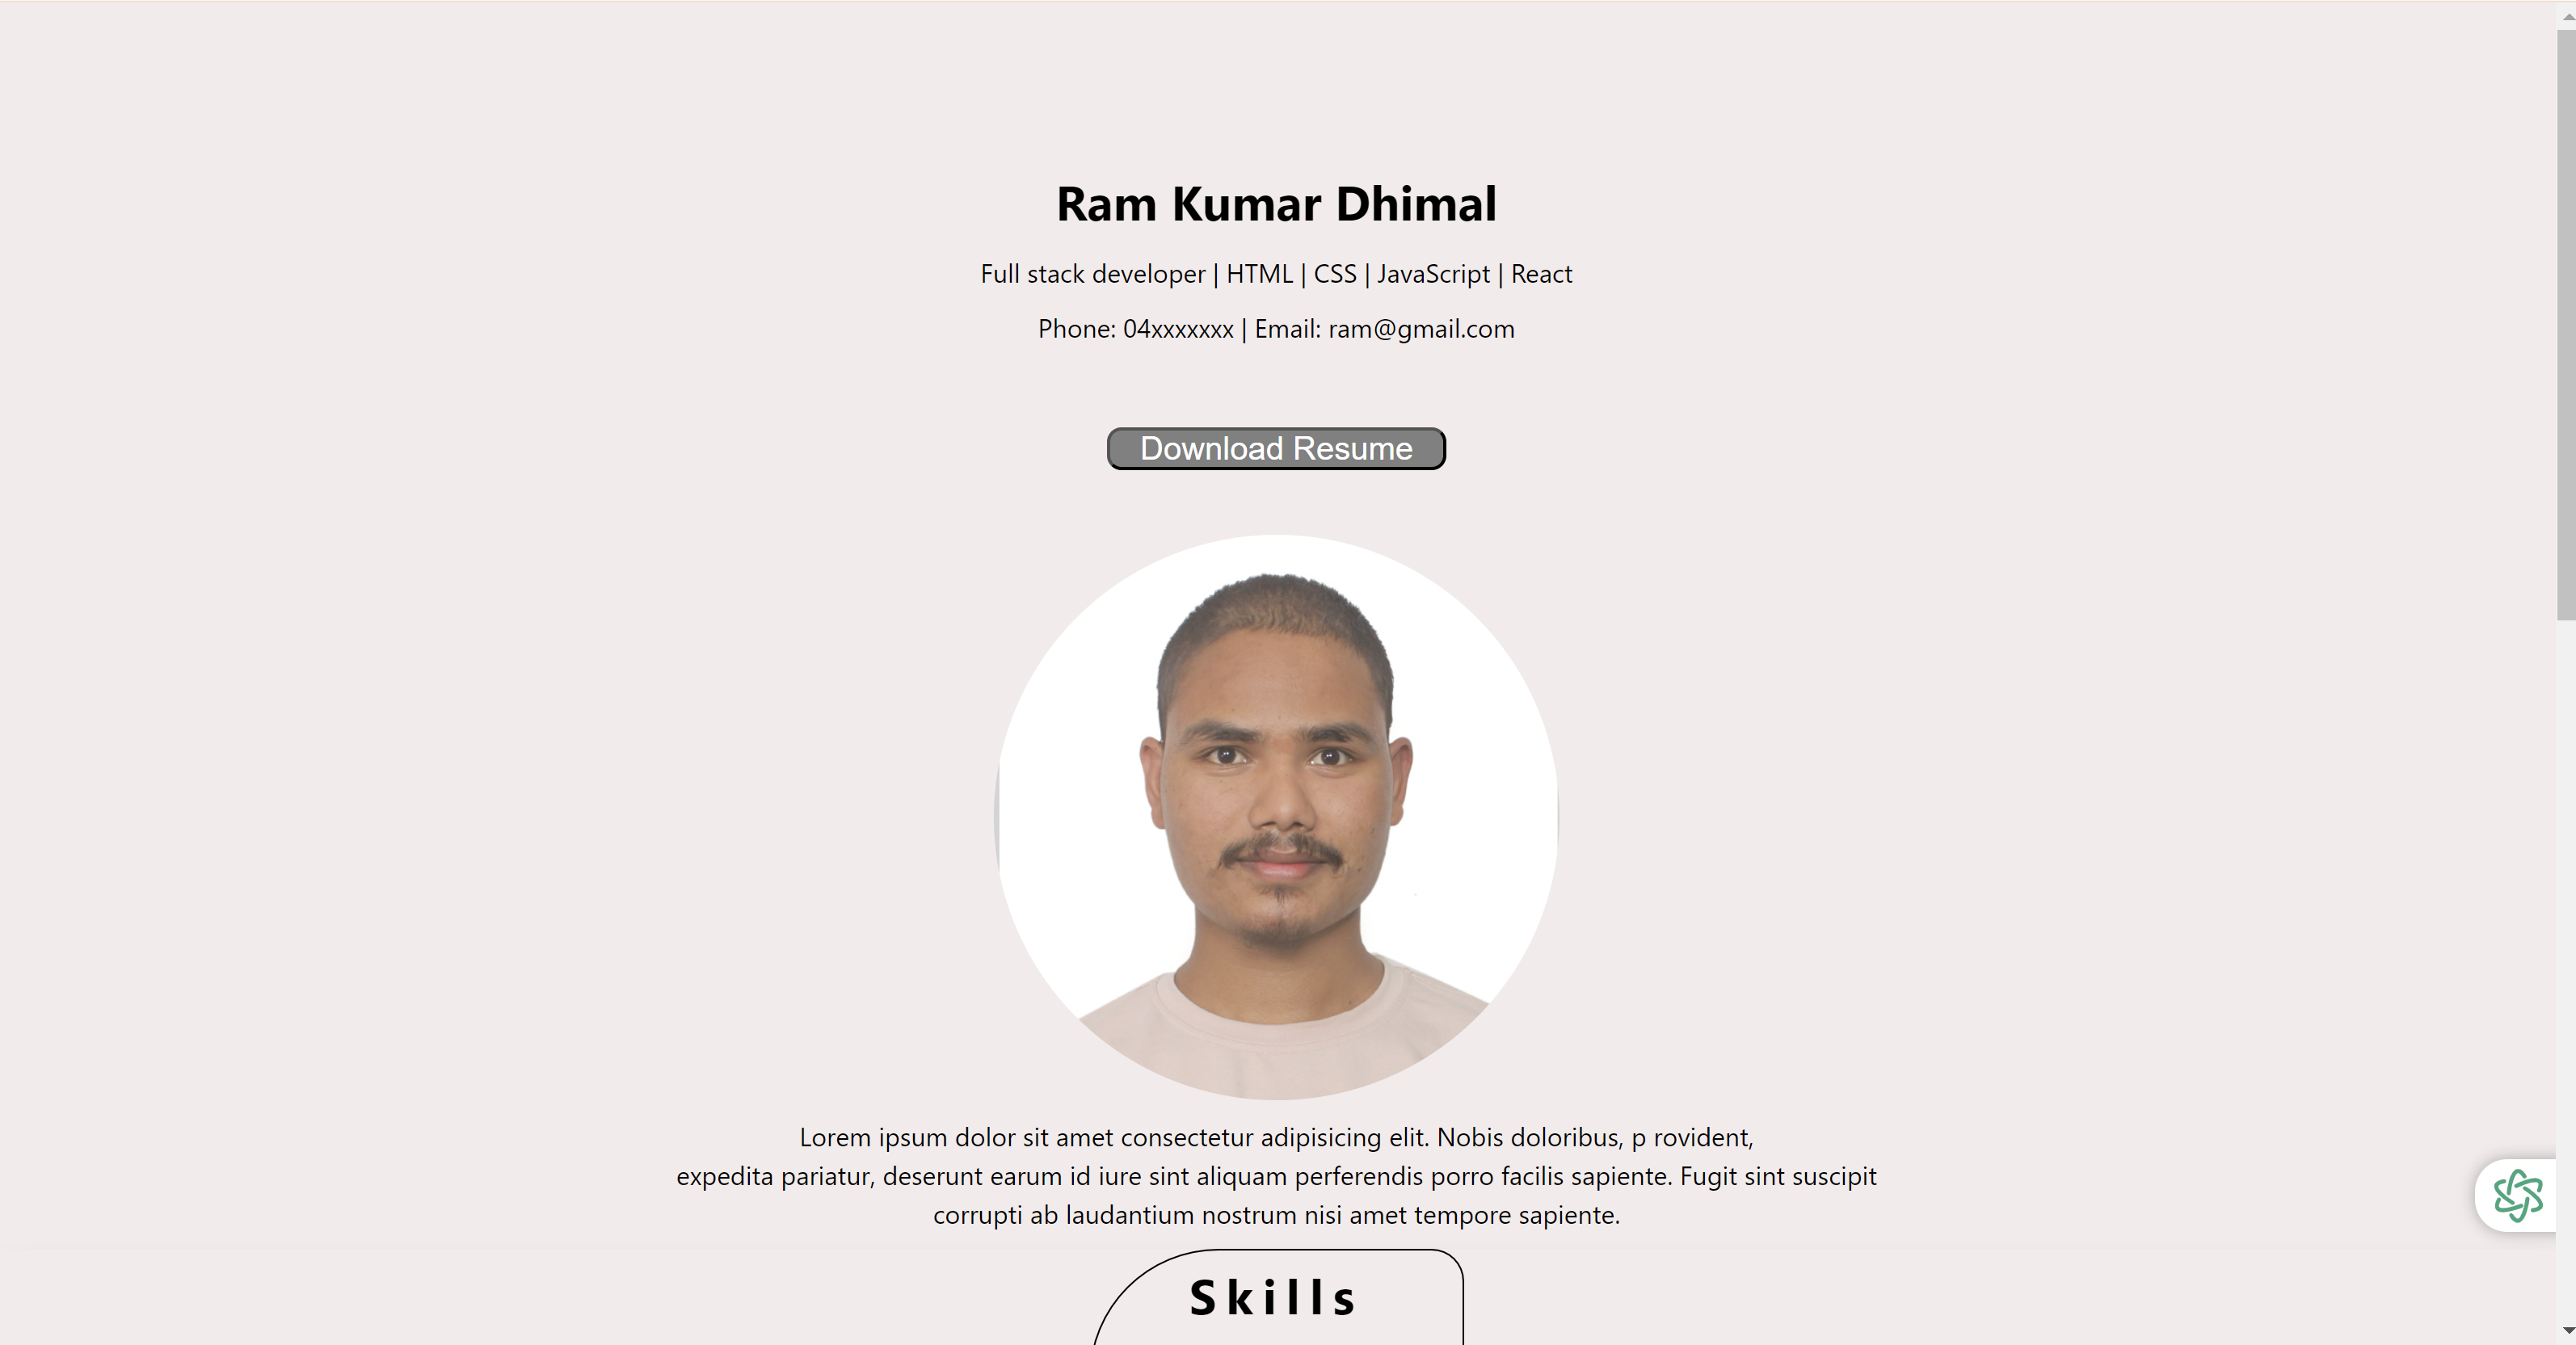 Ram Kumar Dhimal
Full stack developer | HTML | CSS | JavaScript | React
Phone: 04xxxxxxx | Email: ram@gmail.com
Download Resume
Lorem ipsum dolor sit amet consectetur adipisicing elit. Nobis doloribus, p rovident,
expedita pariatur, deserunt earum id iure sint aliquam perferendis porro facilis sapiente. Fugit sint suscipit
corrupti ab laudantium nostrum nisi amet tempore sapiente.
Skills